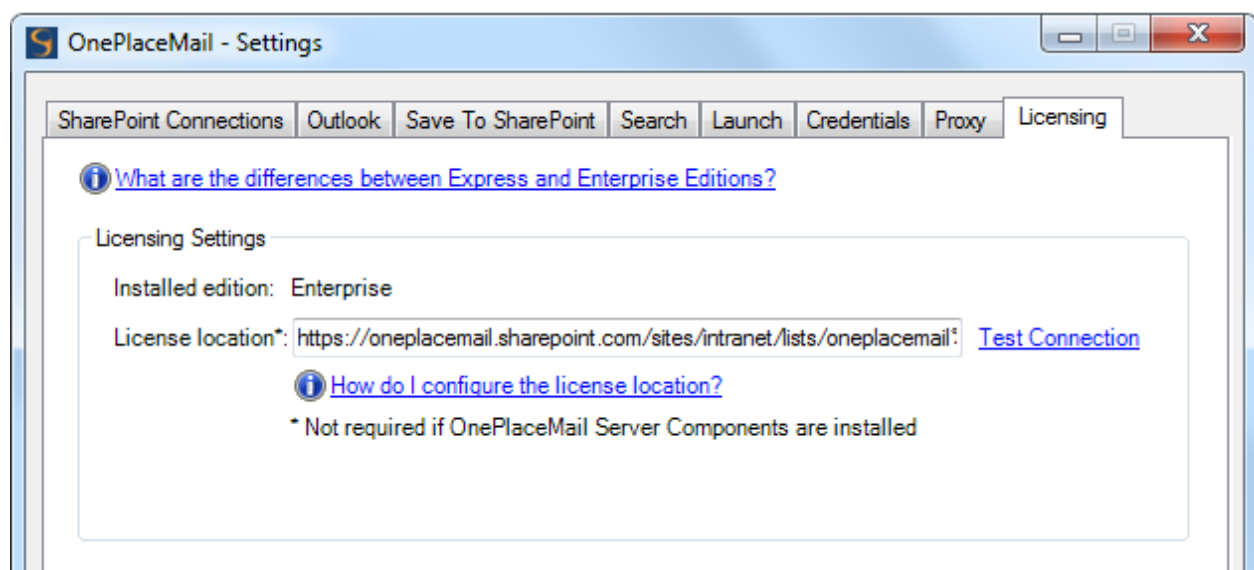 OnePlaceMail - Settings
SharePoint Connections Outlook Save To SharePoint Search Launch Credentials Proxy Licensing
What are the differences between Express and Enterprise Editions?
Licensing Settings
Installed edition: Enterprise
License location*: https://oneplacemail.sharepoint.com/sites/intranet/lists/oneplacemail Test Connection
How do I configure the license location?
* Not required if OnePlaceMail Server Components are installed